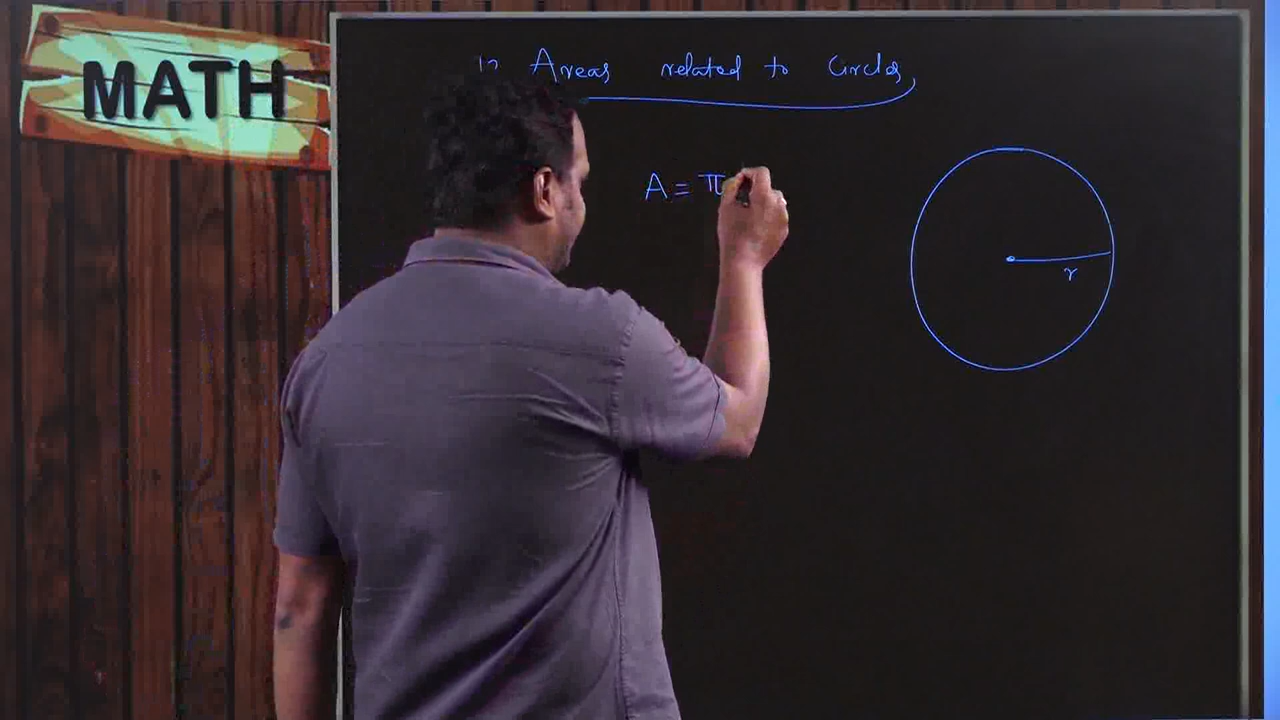 MATH
Areas related to Circles
A = π
r